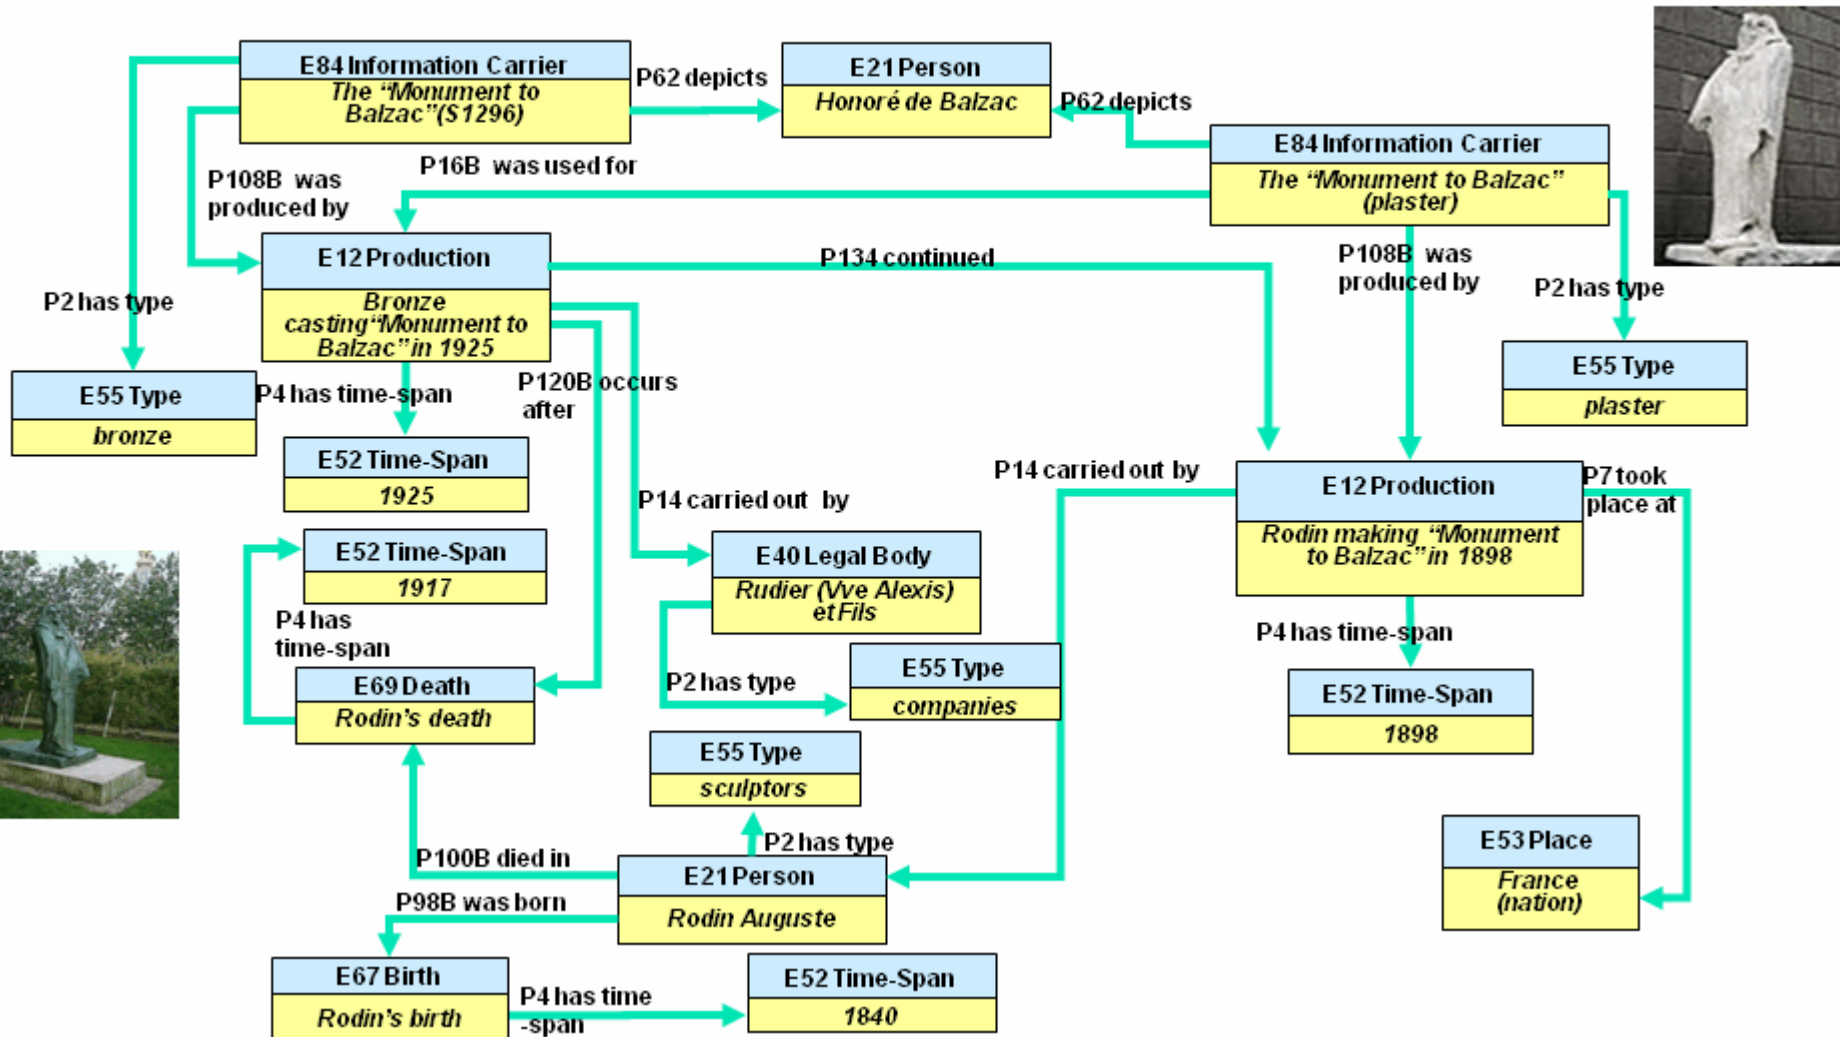 E84 Information Carrier
The “Monument to
Balzac”(S1296)
P62 depicts
E21 Person
Honoré de Balzac
P62 depicts
E84 Information Carrier
The “Monument to Balzac”
(plaster)
P16B was used for
P108B was
produced by
E12 Production
Bronze
casting“Monument to
Balzac”in 1925
P134 continued
P108B was
produced by
P2 has type
P2 has type
E55 Type
bronze
P4 has time-span
P120B occurs
after
E55 Type
plaster
E52 Time-Span
1925
P14 carried out by
P14 carried out by
E12 Production
Rodin making “Monument
to Balzac”in 1898
P7 took
place at
E52 Time-Span
1917
E40 Legal Body
Rudier (Vve Alexis)
et Fils
P4 has
time-span
P4 has time-span
P2 has type
E55 Type
companies
E69 Death
Rodin’s death
E52 Time-Span
1898
E55 Type
sculptors
P2 has type
P100B died in
E21 Person
Rodin Auguste
P98B was born
E53 Place
France
(nation)
E67 Birth
Rodin’s birth
P4 has time
-span
E52 Time-Span
1840